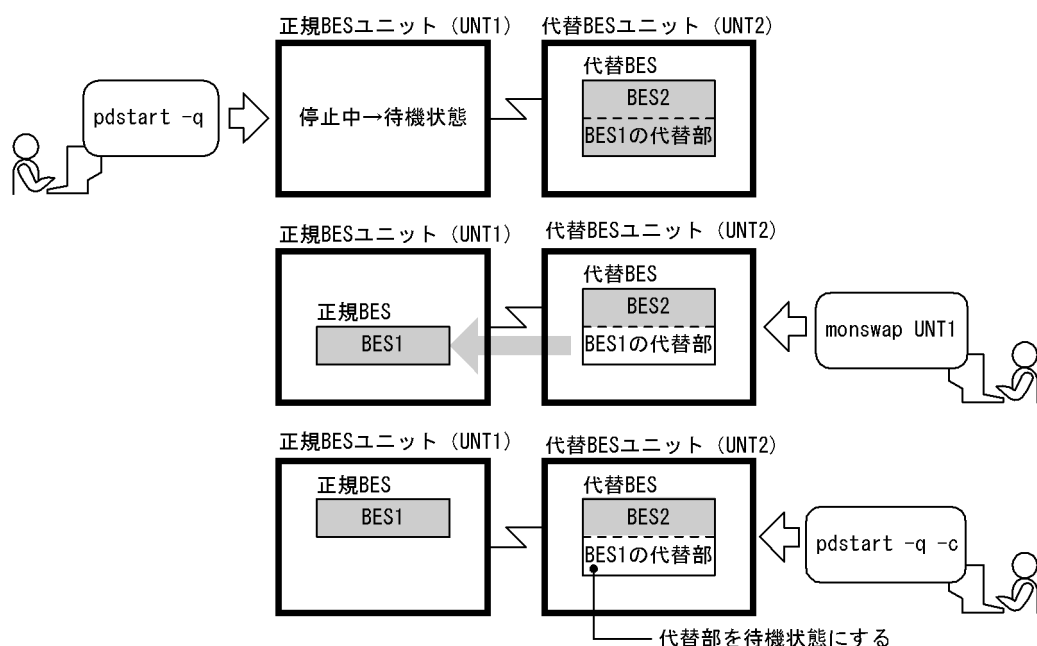 正規BESユニット（UNT1）
代替BESユニット（UNT2）
pdstart -q
停止中→待機状態
代替BES
BES2
BES1の代替部
正規BESユニット（UNT1）
代替BESユニット（UNT2）
正規BES
BES1
代替BES
BES2
BES1の代替部
monswap UNT1
正規BESユニット（UNT1）
代替BESユニット（UNT2）
正規BES
BES1
代替BES
BES2
BES1の代替部
pdstart -q -c
代替部を待機状態にする